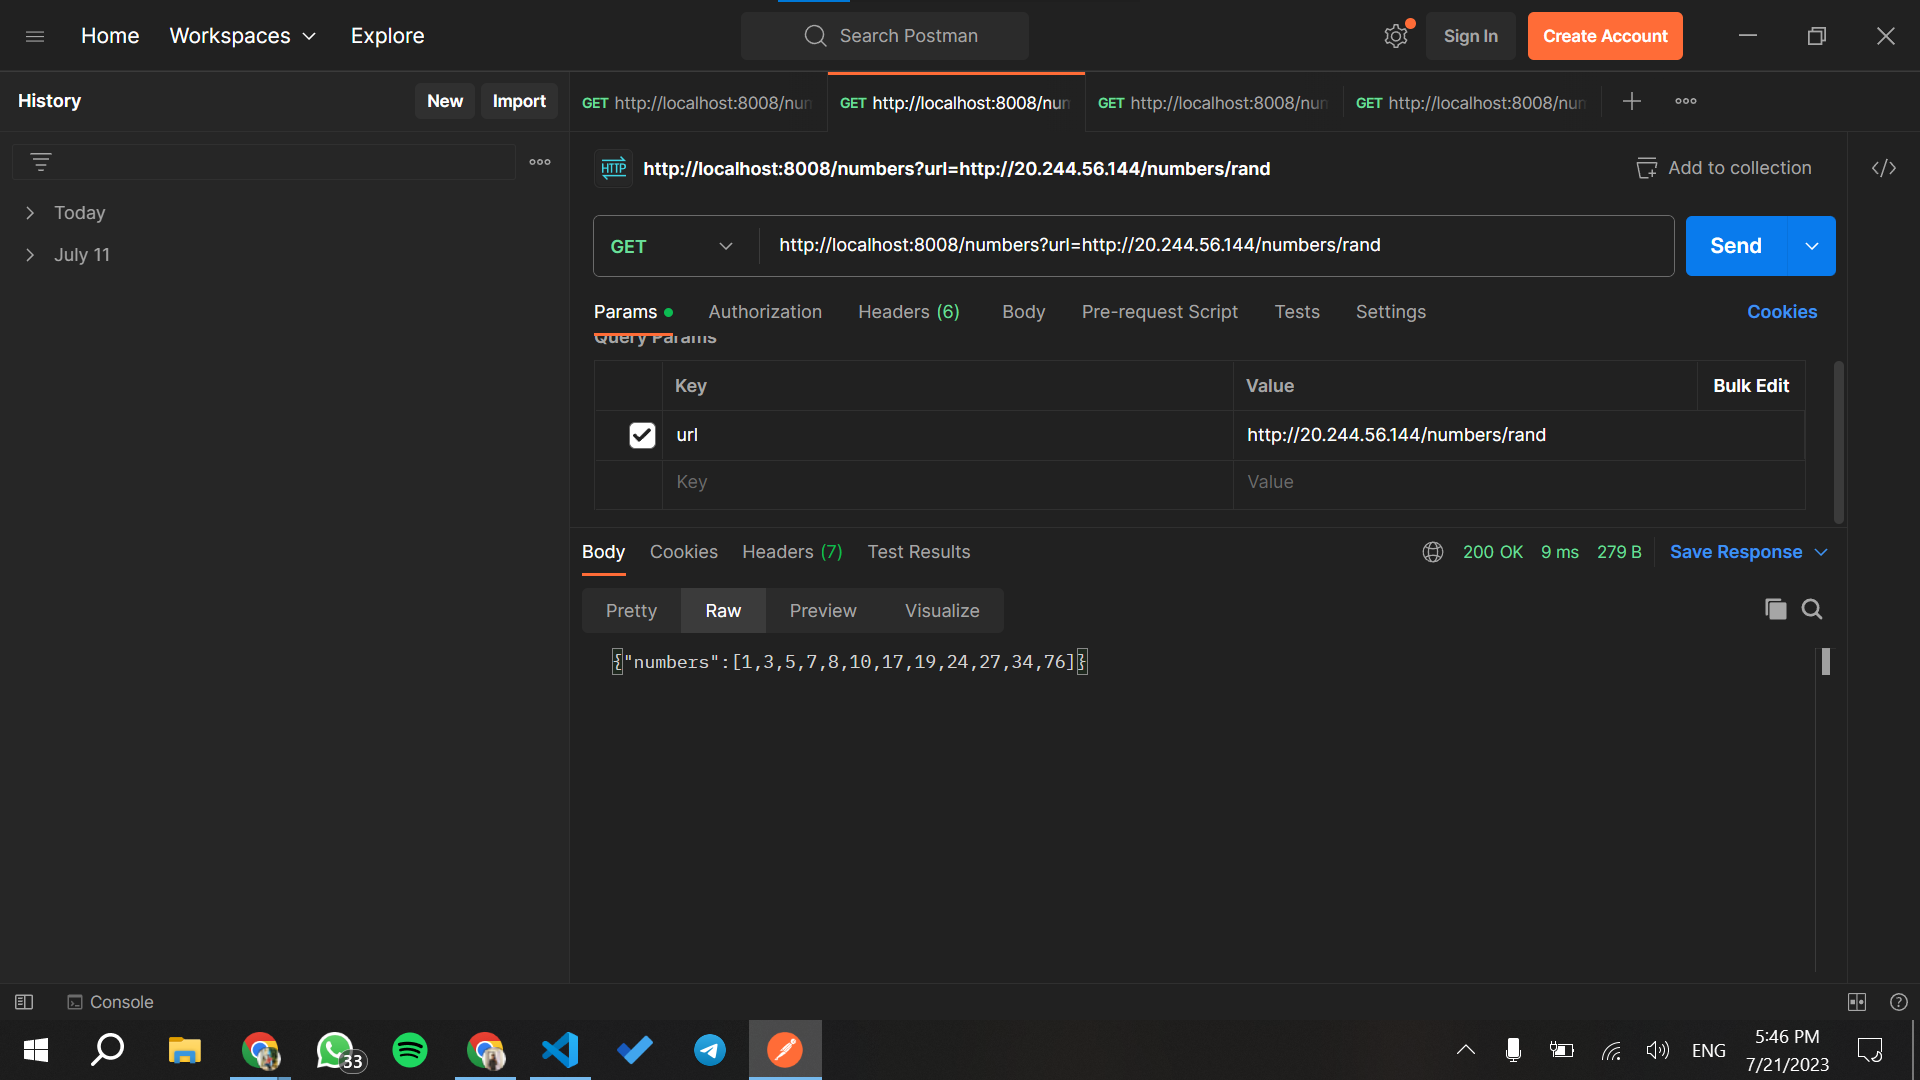 Home Workspaces Explore Search Postman Sign In Create Account
History New Import
GET http://localhost:8008/num GET http://localhost:8008/num GET http://localhost:8008/num GET http://localhost:8008/num
HTTP http://localhost:8008/numbers?url=http://20.244.56.144/numbers/rand Add to collection </>
Today
July 11
GET http://localhost:8008/numbers?url=http://20.244.56.144/numbers/rand Send
Params Authorization Headers (6) Body Pre-request Script Tests Settings Cookies
Query Params
Key Value Bulk Edit
url http://20.244.56.144/numbers/rand
Key Value
Body Cookies Headers (7) Test Results 200 OK 9 ms 279 B Save Response
Pretty Raw Preview Visualize
{"numbers":[1,3,5,7,8,10,17,19,24,27,34,76]}
Console
33 ENG 5:46 PM
7/21/2023